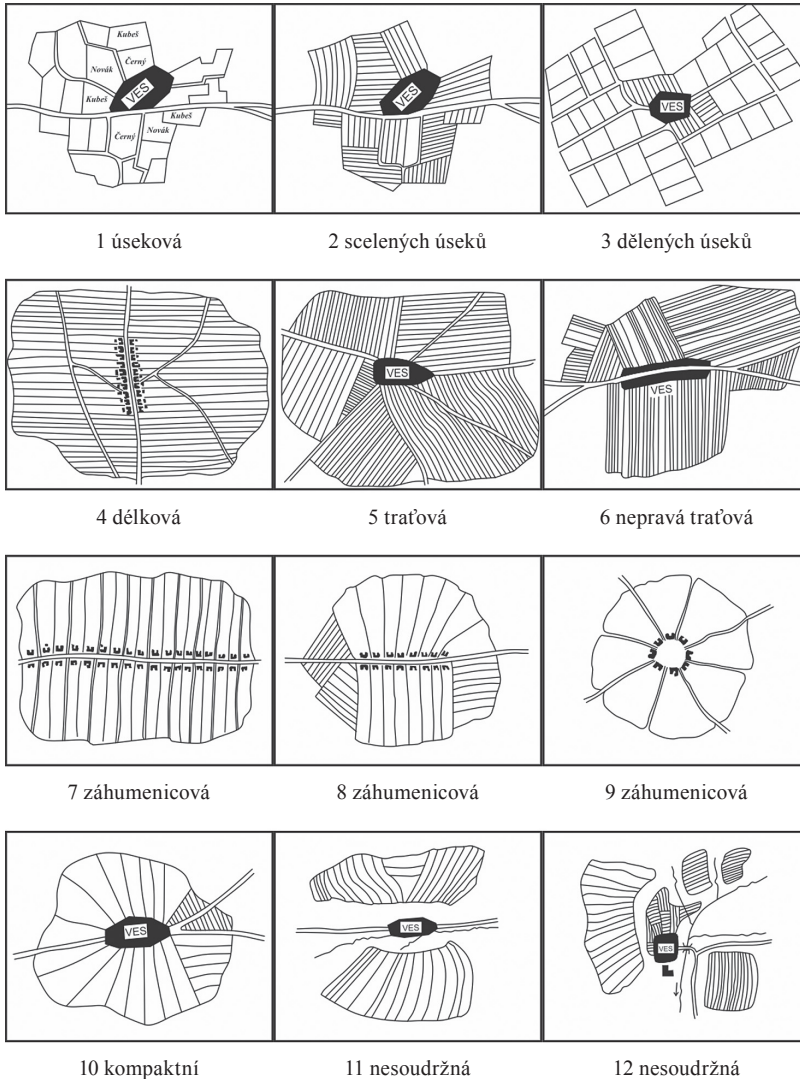 Kubeš
Černý
Novák
VES
Kubeš
Kubeš
Černý
Novák
VES
VES
1 úseková
2 scelených úseků
3 dělených úseků
VES
VES
4 délková
5 traťová
6 nepravá traťová
7 záhumenicová
8 záhumenicová
9 záhumenicová
VES
VES
VES
10 kompaktní
11 nesoudržná
12 nesoudržná